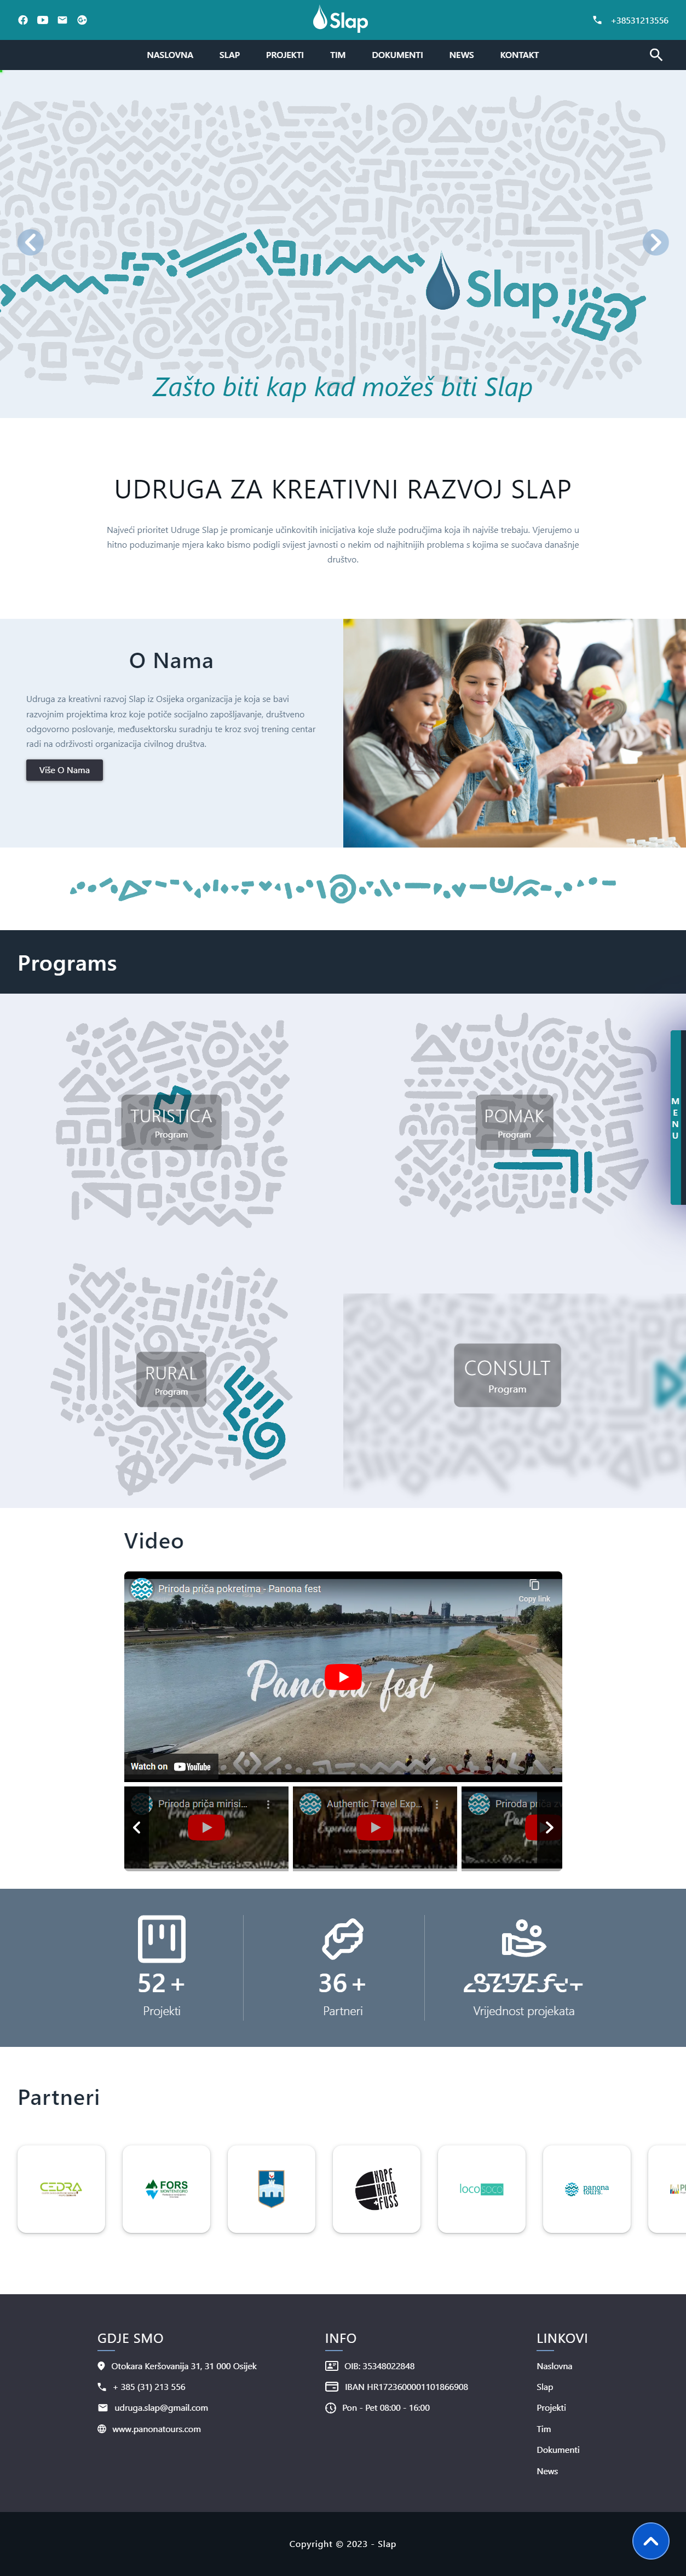 Slap
+38531213556
NASLOVNA SLAP PROJEKTI TIM DOKUMENTI NEWS KONTAKT
Slap
Zašto biti kap kad možeš biti Slap
UDRUGA ZA KREATIVNI RAZVOJ SLAP
Najveći prioritet Udruge Slap je promicanje učinkovitih inicijativa koje služe područjima koja ih najviše trebaju. Vjerujemo u
hitno poduzimanje mjera kako bismo podigli svijest javnosti o nekim od najhitnijih problema s kojima se suočava današnje
društvo.
O Nama
Udruga za kreativni razvoj Slap iz Osijeka organizacija je koja se bavi
razvojnim projektima kroz koje potiče socijalno zapošljavanje, društveno
odgovorno poslovanje, međusektorsku suradnju te kroz svoj trening centar
radi na održivosti organizacija civilnog društva.
Više O Nama
Programs
TURISTICA
Program
POMAK
Program
MENU
RURAL
Program
CONSULT
Program
Video
Priroda priča pokretima - Panona fest
Copy link
Panona fest
Watch on YouTube
Priroda priča mirisi...
Authentic Travel Exp...
Priroda priča
52 +
Projekti
36 +
Partneri
Vrijednost projekata
Partneri
CEDRA
FORS
MONTENEGRO
HOPF
HAND
FUSS
locoLOCO
panona
tours
GDJE SMO
Otokara Keršovanija 31, 31 000 Osijek
+ 385 (31) 213 556
udruga.slap@gmail.com
www.panonatours.com
INFO
OIB: 35348022848
IBAN HR1723600001101866908
Pon - Pet 08:00 - 16:00
LINKOVI
Naslovna
Slap
Projekti
Tim
Dokumenti
News
Copyright © 2023 - Slap